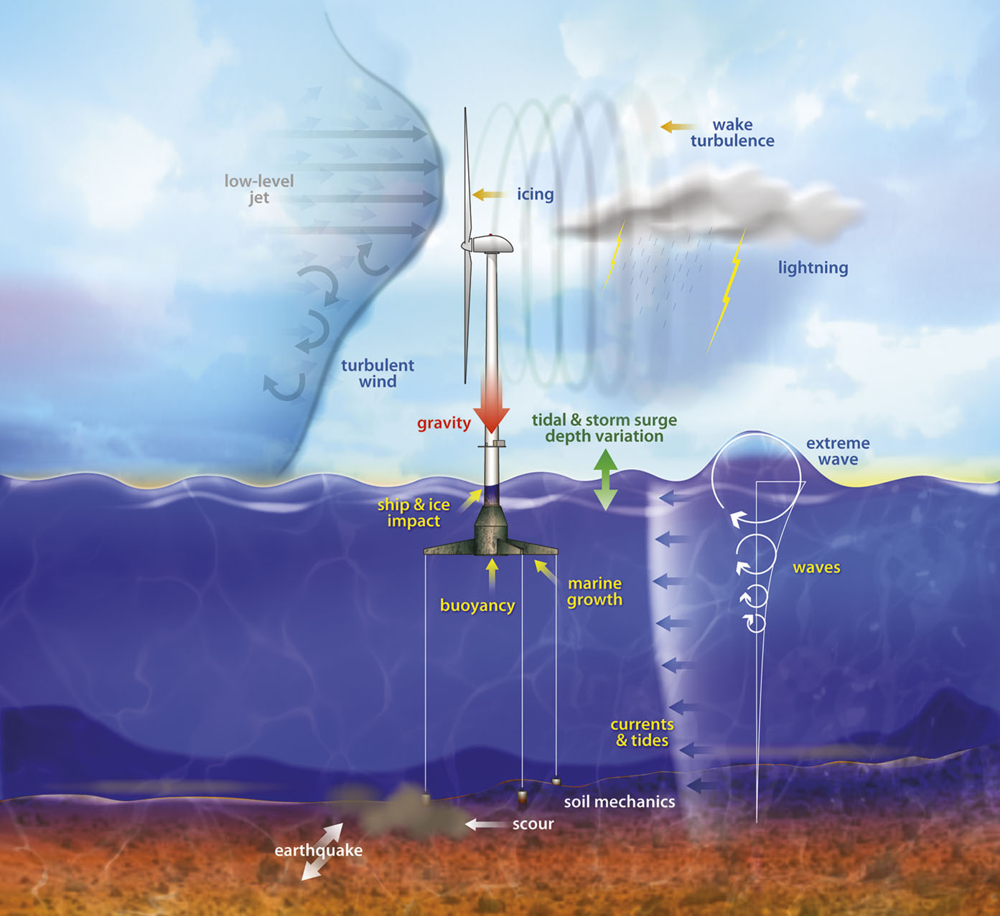 wake
turbulence
low-level
jet
icing
lightning
turbulent
wind
gravity
tidal & storm surge
depth variation
extreme
wave
ship & ice
impact
waves
marine
growth
buoyancy
currents
& tides
soil mechanics
scour
earthquake